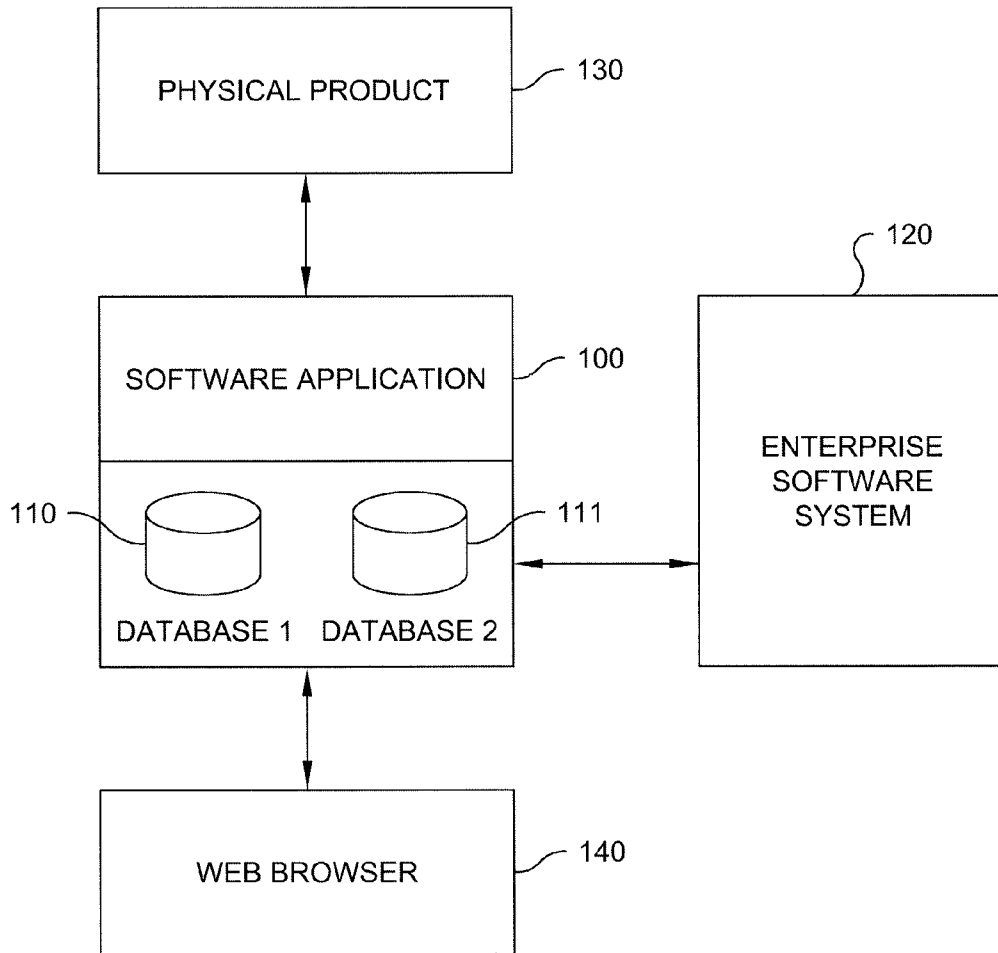 PHYSICAL PRODUCT
130
120
SOFTWARE APPLICATION
100
ENTERPRISE
SOFTWARE
SYSTEM
110
111
DATABASE 1
DATABASE 2
WEB BROWSER
140